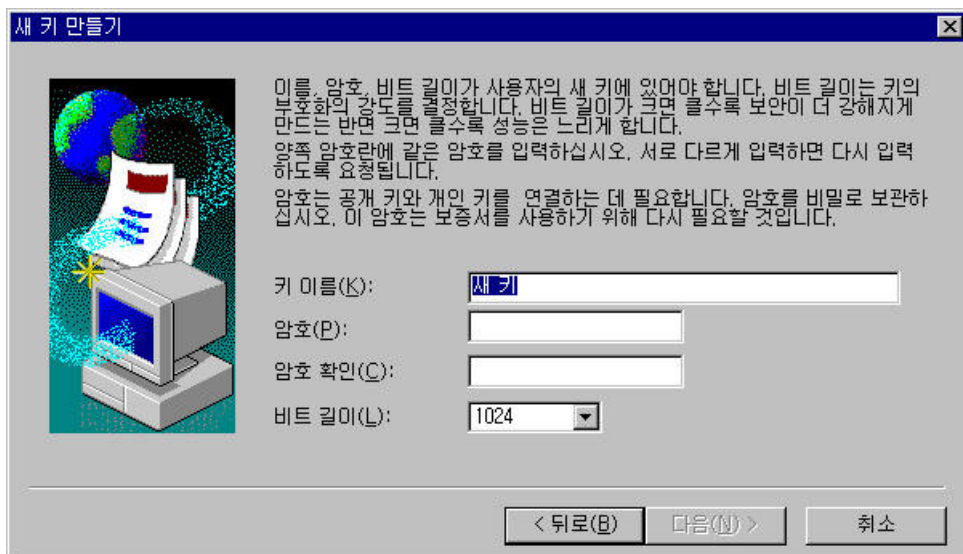 새 키 만들기
이름, 암호, 비트 길이가 사용자의 새 키에 있어야 합니다. 비트 길이는 키의
부호화의 강도를 결정합니다. 비트 길이가 크면 클수록 보안이 더 강해지게
만드는 반면 크면 클수록 성능은 느리게 합니다.
양쪽 암호란에 같은 암호를 입력하십시오. 서로 다르게 입력하면 다시 입력
하도록 요청됩니다.
암호는 공개 키와 개인 키를 연결하는 데 필요합니다. 암호를 비밀로 보관하
십시오. 이 암호는 보증서를 사용하기 위해 다시 필요할 것입니다.
키 이름(K):
새 키
암호(P):
암호 확인(C):
비트 길이(L):
1024
< 뒤로(B)
다음(N) >
취소